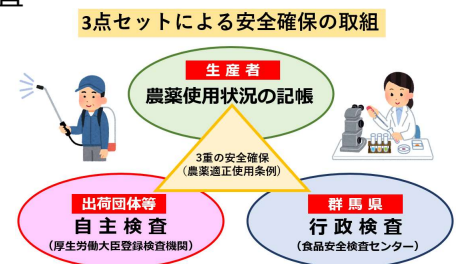 3点セットによる安全確保の取組
生産者
農薬使用状況の記帳
3重の安全確保
（農薬適正使用条例）
出荷団体等
自主検査
（厚生労働大臣登録検査機関）
群馬県
行政検査
（食品安全検査センター）